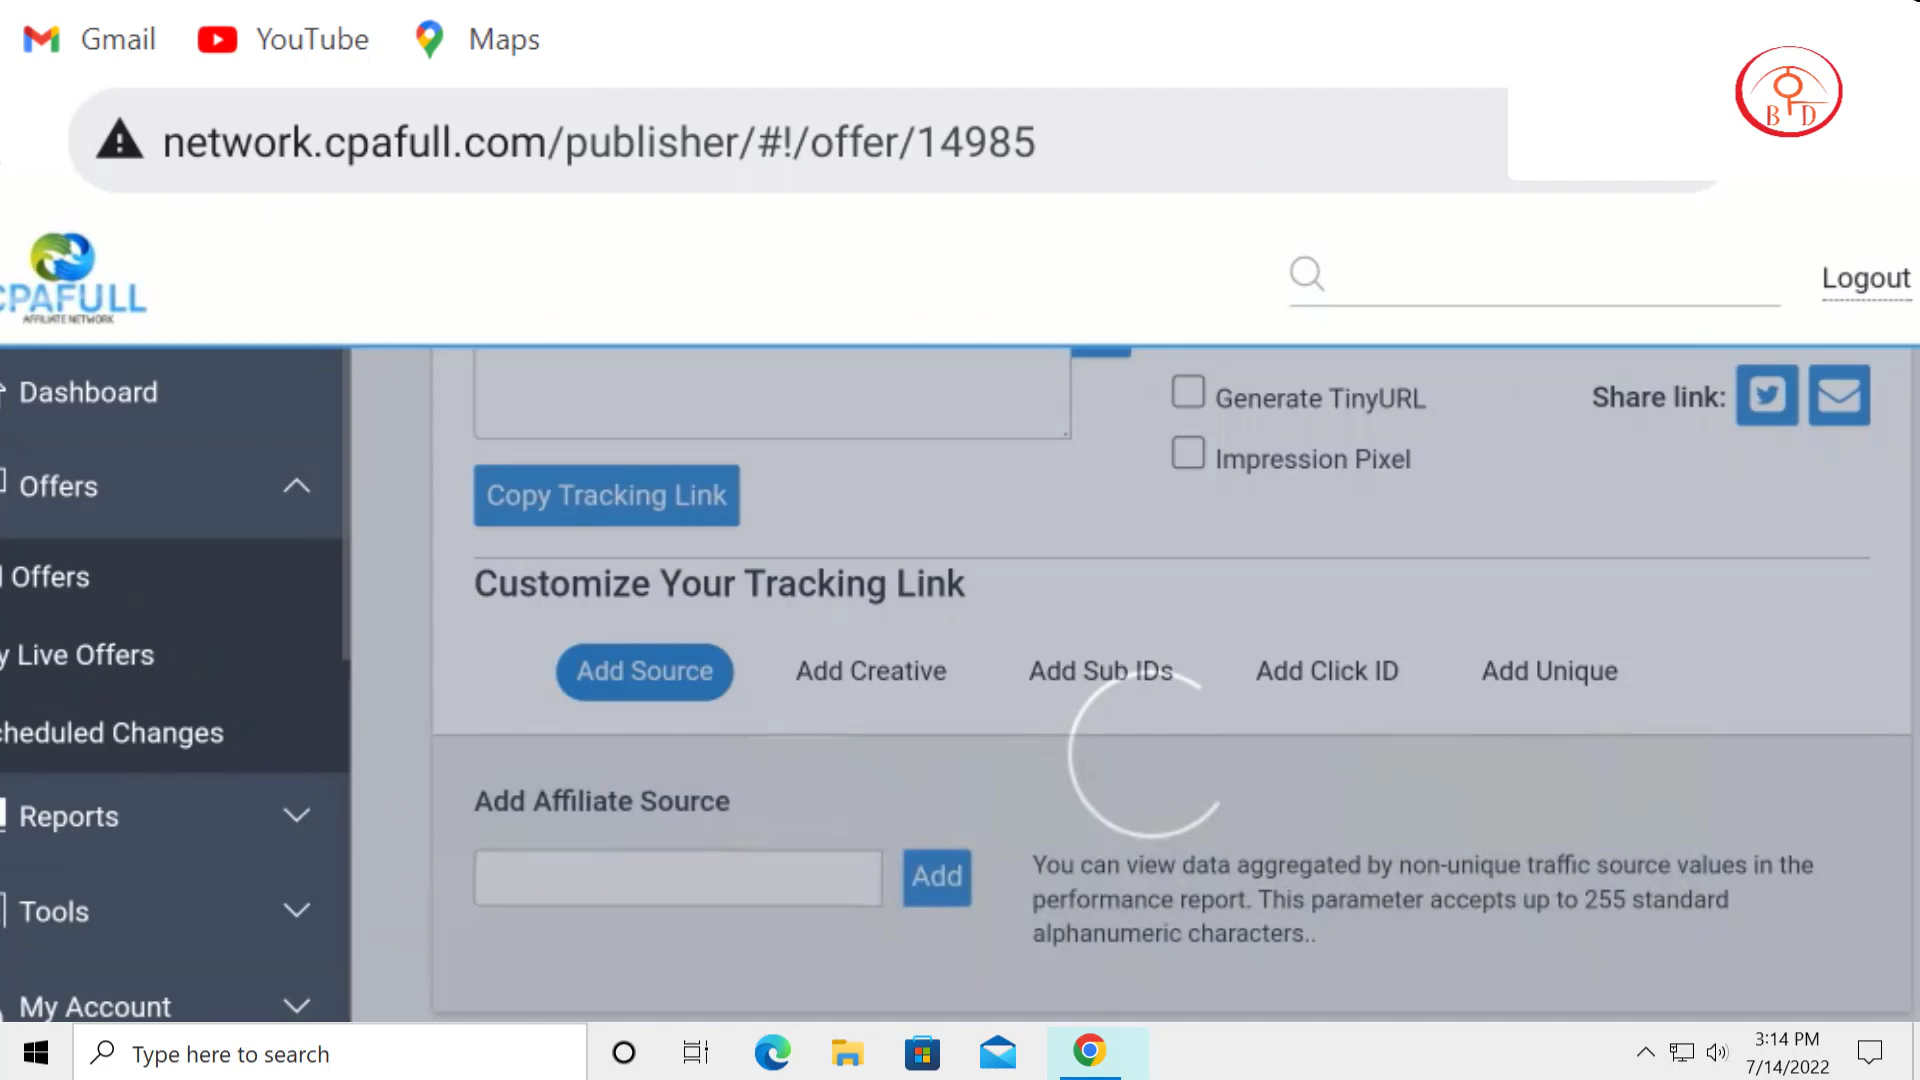 Gmail YouTube Maps
B D
network.cpafull.com/publisher/#!/offer/14985
CPAFULL
AFFILIATE NETWORK
Logout
Dashboard
Offers
l Offers
y Live Offers
cheduled Changes
Reports
Tools
My Account
Generate TinyURL
Share link:
Impression Pixel
Copy Tracking Link
Customize Your Tracking Link
Add Source Add Creative Add Sub IDs Add Click ID Add Unique
Add Affiliate Source
Add
You can view data aggregated by non-unique traffic source values in the
performance report. This parameter accepts up to 255 standard
alphanumeric characters..
Type here to search
3:14 PM
7/14/2022